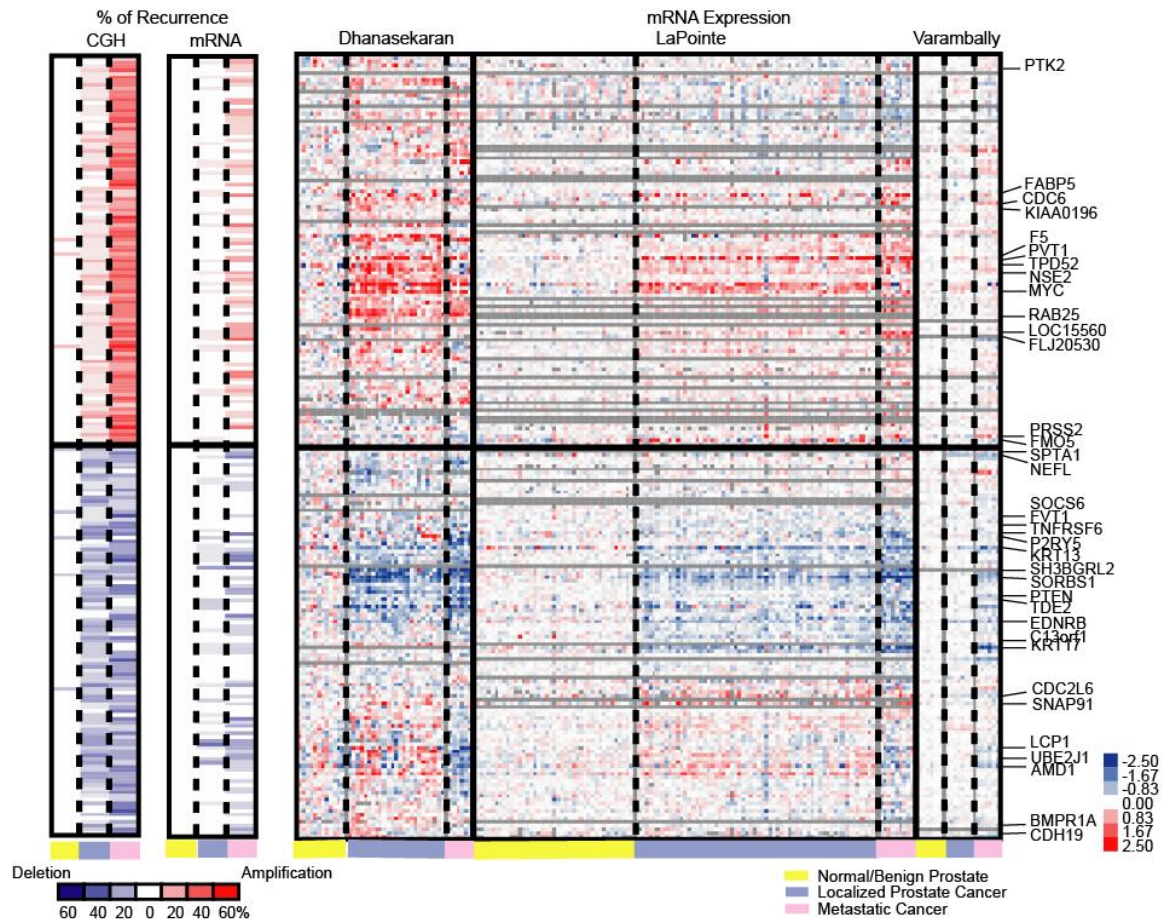 % of Recurrence
mRNA Expression
CGH
mRNA
Dhanasekaran
LaPointe
Varambally
PTK2
FABP5
CDC6
KIAA0196
F5
PVT1
TPD52
NSE2
MYC
RAB25
LOC15560
FLJ20530
PRSS2
FMO5
SPTA1
NEFL
SOCS6
FVT1
TNFRSF6
P2RY5
KRT13
SH3BGRL2
SORBS1
PTEN
TDE2
EDNRB
C13orf1
KRT17
CDC2L6
SNAP91
LCP1
UBE2J1
AMD1
BMPR1A
CDH19
-2.50
-1.67
-0.83
0.00
0.83
1.67
2.50
Deletion
Amplification
60 40 20 0 20 40 60%
Normal/Benign Prostate
Localized Prostate Cancer
Metastatic Cancer